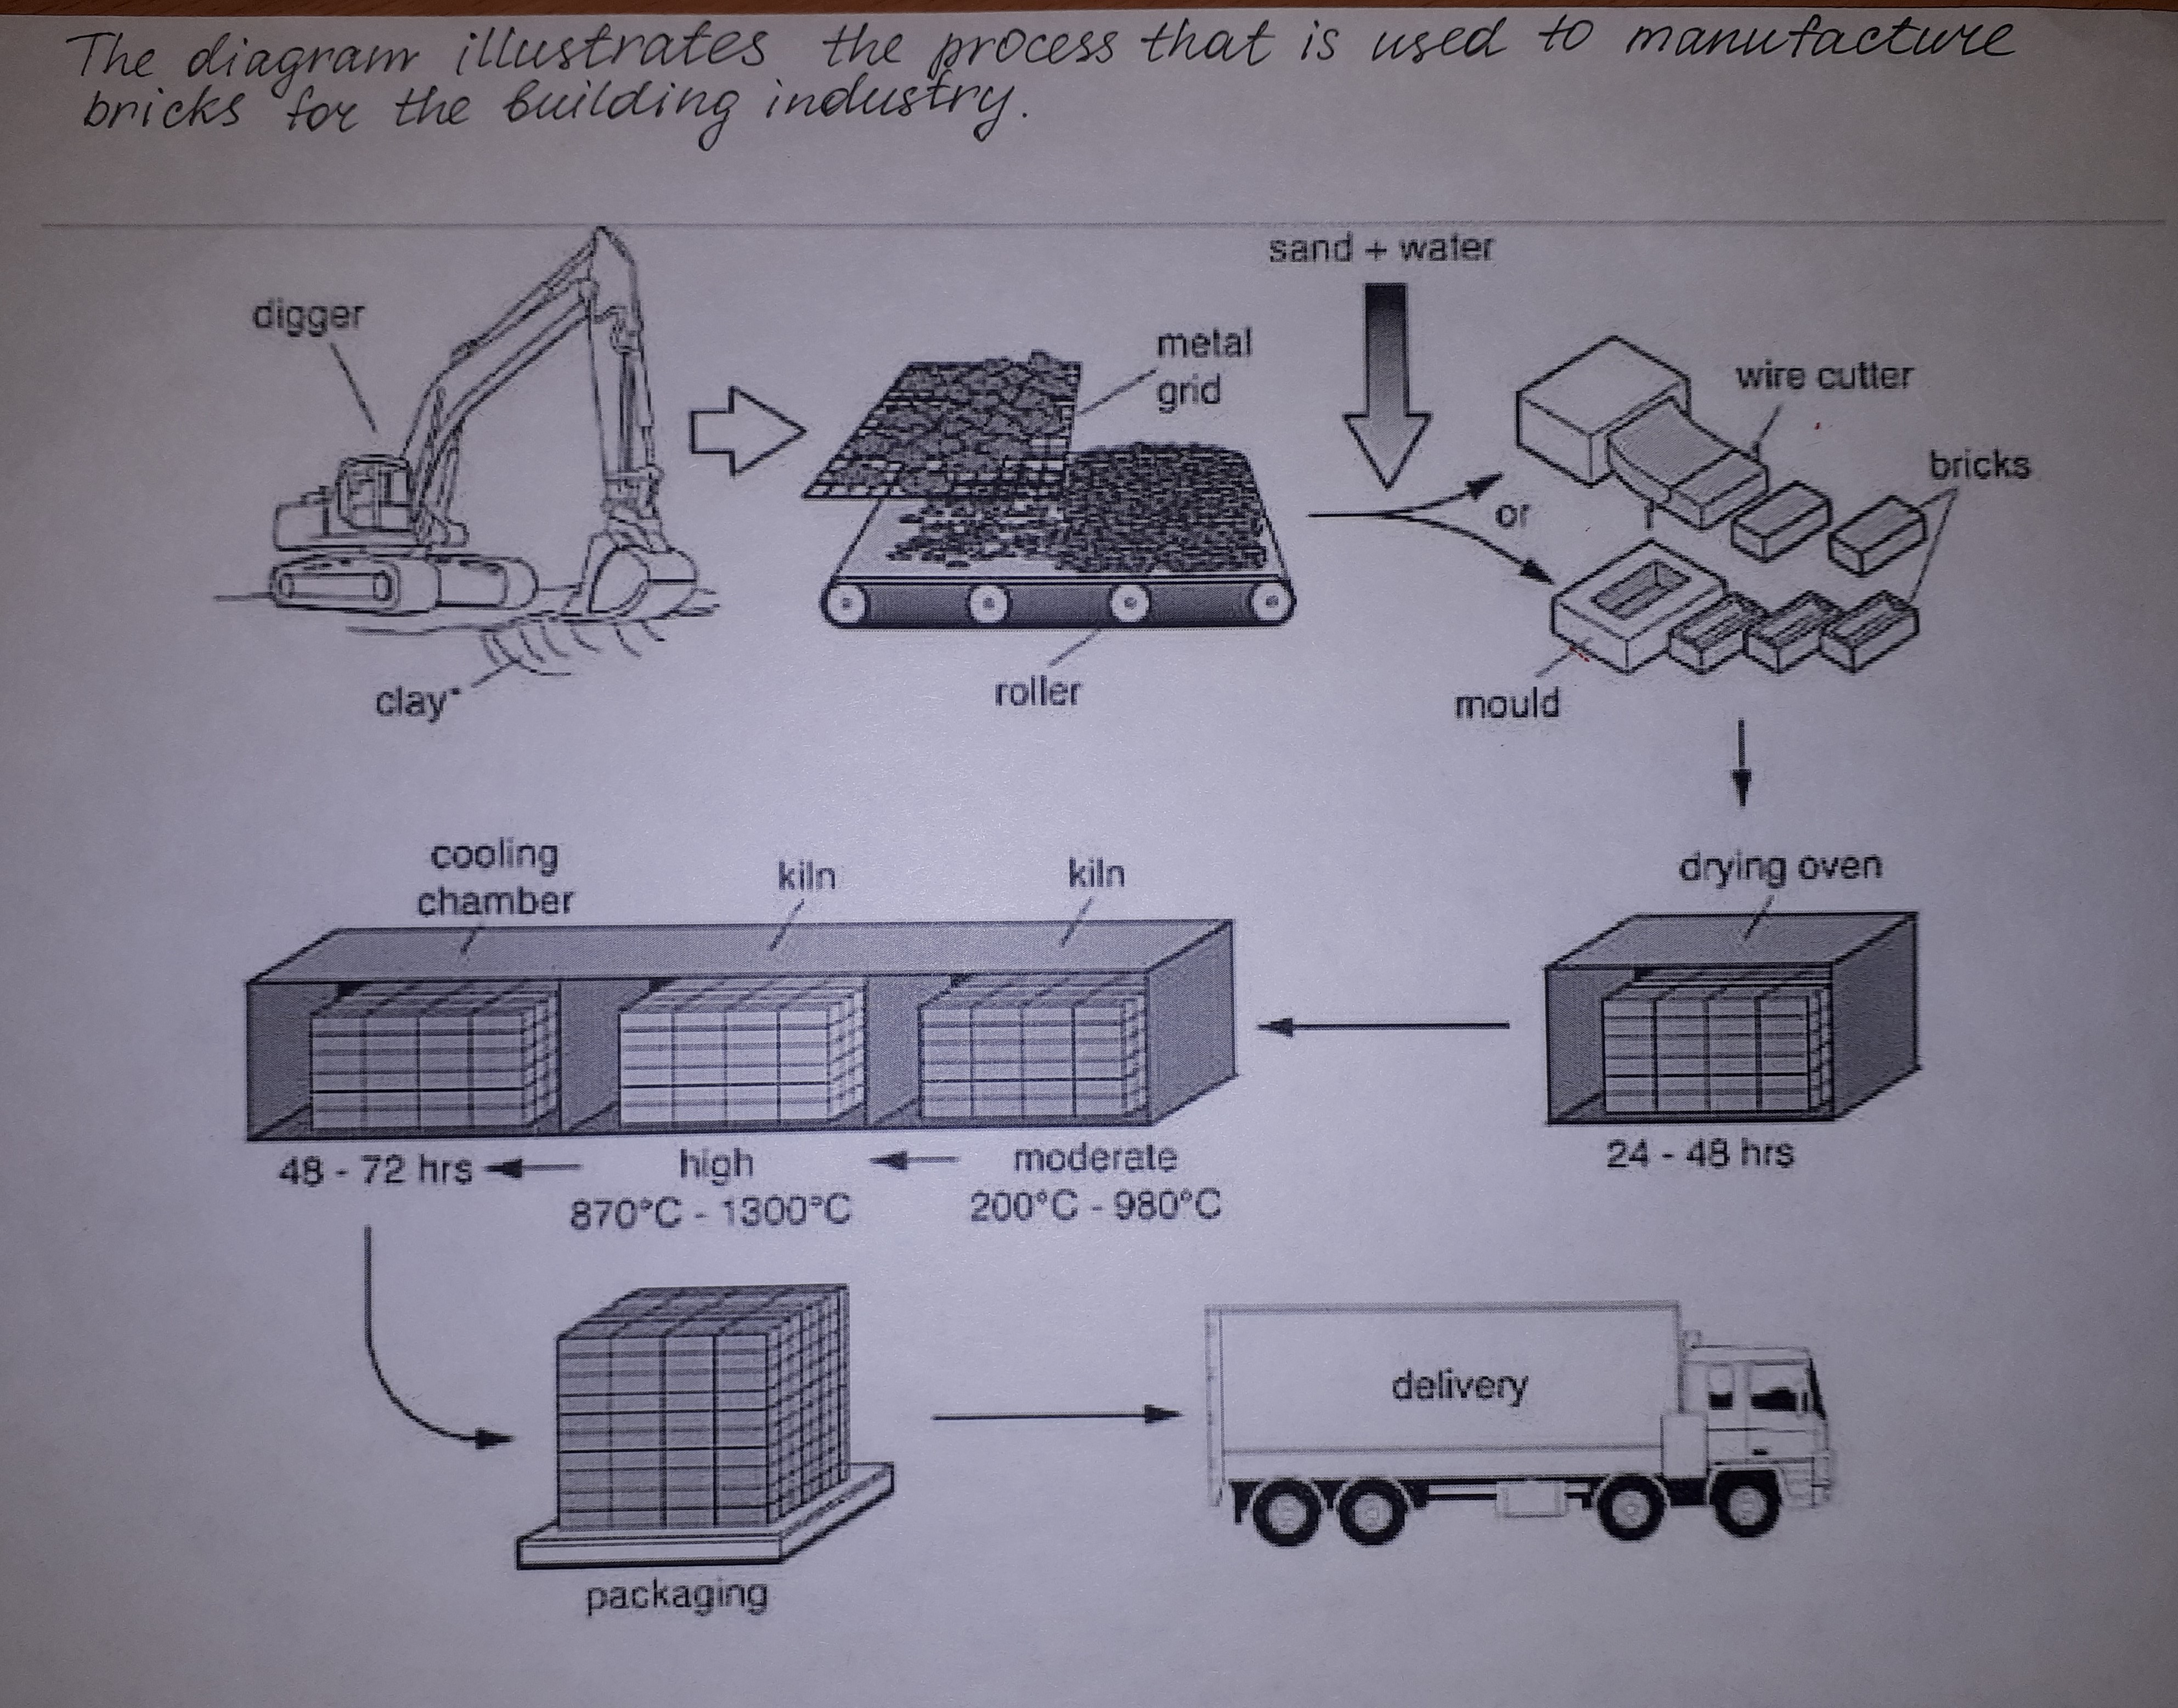 The diagram illustrates the process that is used to manufacture
bricks for the building industry.
sand + water
digger
metal
grid
wire cutter
bricks
or
clay*
roller
mould
cooling
chamber
kiln
kiln
drying oven
48 - 72 hrs
high
870°C - 1300°C
moderate
200°C - 980°C
24 - 48 hrs
delivery
packaging